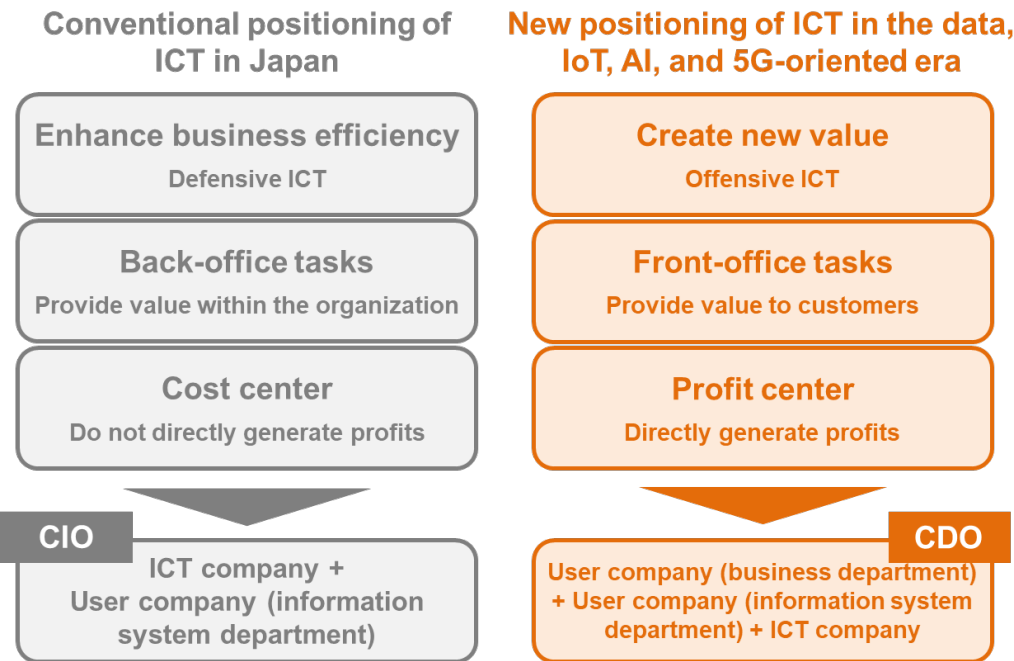 Conventional positioning of
ICT in Japan
Enhance business efficiency
Defensive ICT
Back-office tasks
Provide value within the organization
Cost center
Do not directly generate profits
CIO
ICT company +
User company (information
system department)
New positioning of ICT in the data,
IoT, AI, and 5G-oriented era
Create new value
Offensive ICT
Front-office tasks
Provide value to customers
Profit center
Directly generate profits
CDO
User company (business department)
+ User company (information system
department) + ICT company